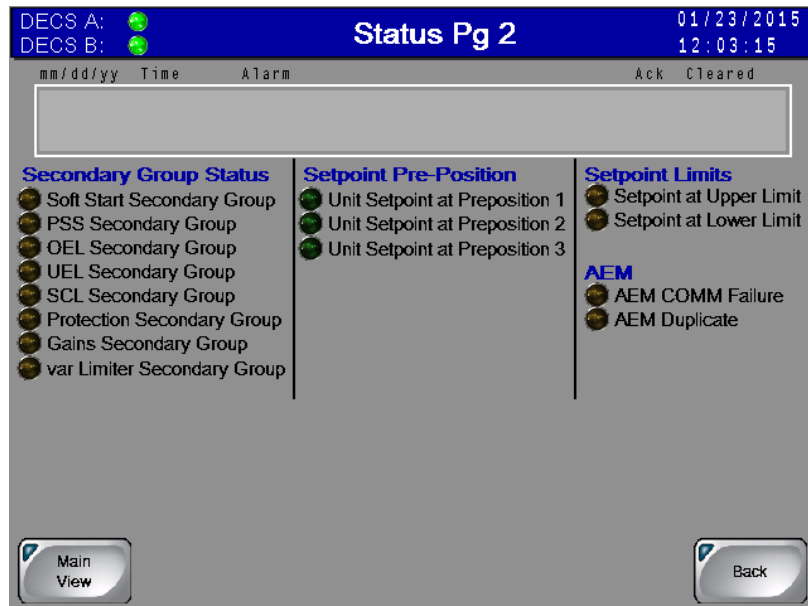 DECS A:
DECS B:
Status Pg 2
01/23/2015
12:03:15
mm/dd/yy Time Alarm Ack Cleared
Secondary Group Status
Soft Start Secondary Group
PSS Secondary Group
OEL Secondary Group
UEL Secondary Group
SCL Secondary Group
Protection Secondary Group
Gains Secondary Group
var Limiter Secondary Group
Setpoint Pre-Position
Unit Setpoint at Preposition 1
Unit Setpoint at Preposition 2
Unit Setpoint at Preposition 3
Setpoint Limits
Setpoint at Upper Limit
Setpoint at Lower Limit
AEM
AEM COMM Failure
AEM Duplicate
Main
View
Back